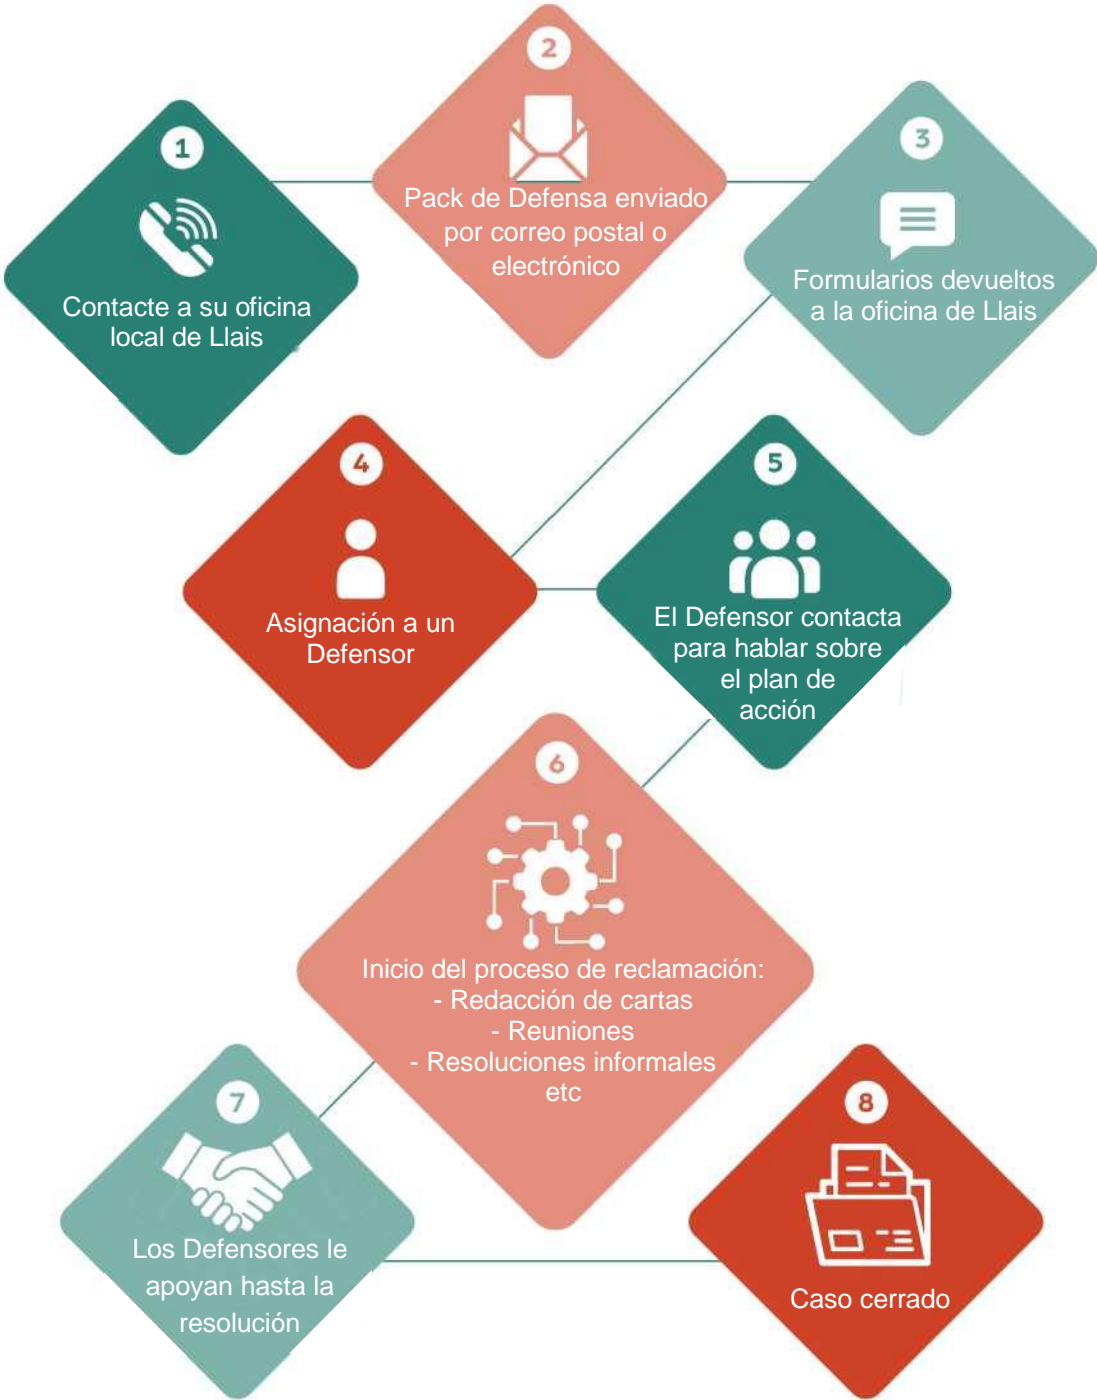 1
Contacte a su oficina
local de Llais
2
Pack de Defensa enviado
por correo postal o
electrónico
3
Formularios devueltos
a la oficina de Llais
4
Asignación a un
Defensor
5
El Defensor contacta
para hablar sobre
el plan de
acción
6
Inicio del proceso de reclamación:
- Redacción de cartas
- Reuniones
- Resoluciones informales
etc
7
Los Defensores le
apoyan hasta la
resolución
8
Caso cerrado